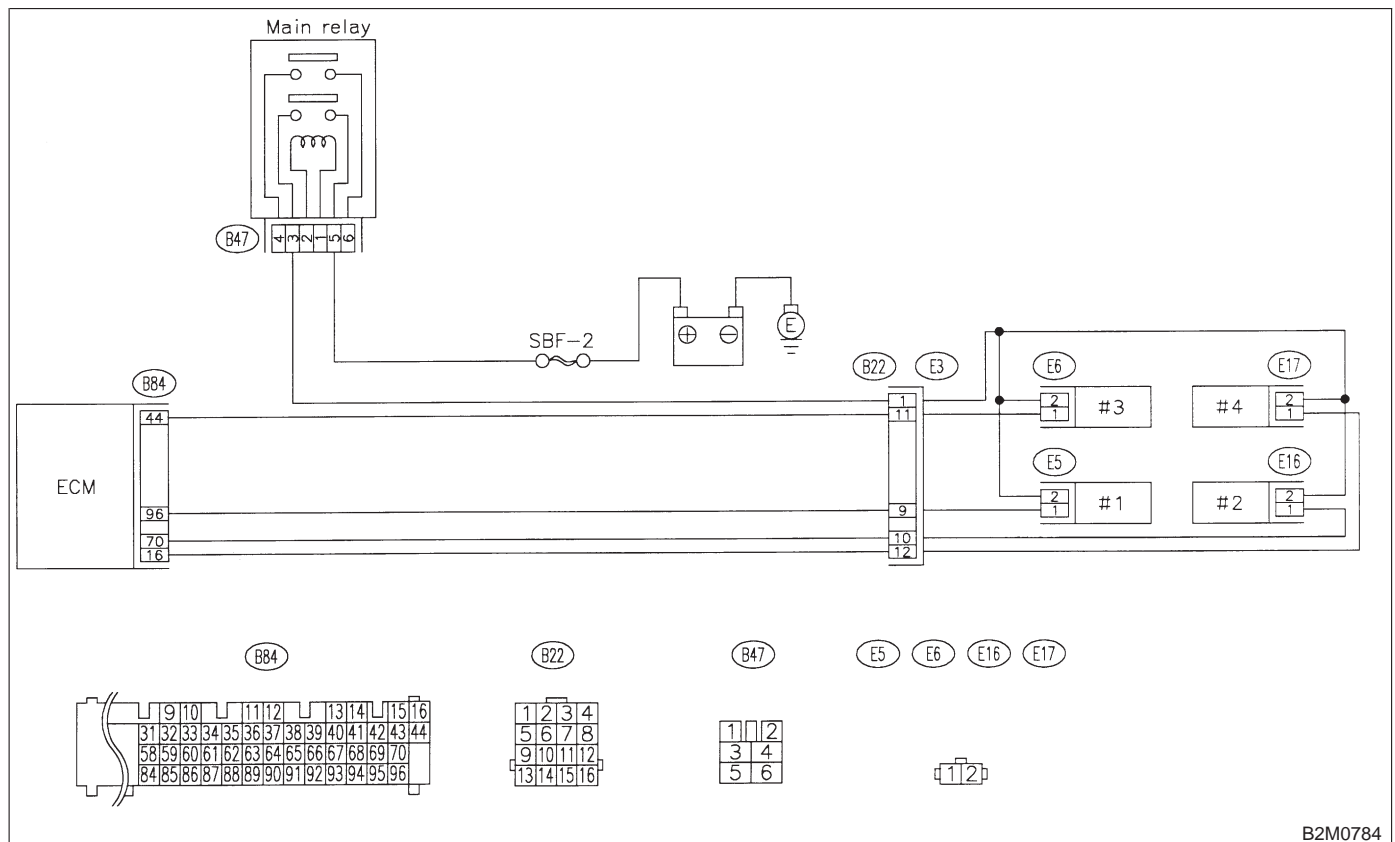 Main relay
B47
4 3 2 1 5 6
SBF-2
E
B84
B22
E3
E6
E17
44
1
11
2
1
#3
#4
2
1
ECM
E5
E16
96
9
2
1
#1
#2
2
1
70
16
10
12
B84
B22
B47
E5
E6
E16
E17
9 10 11 12 13 14 15 16
31 32 33 34 35 36 37 38 39 40 41 42 43 44
58 59 60 61 62 63 64 65 66 67 68 69 70
84 85 86 87 88 89 90 91 92 93 94 95 96
1 2 3 4
5 6 7 8
9 10 11 12
13 14 15 16
1 2
3 4
5 6
1 2
B2M0784